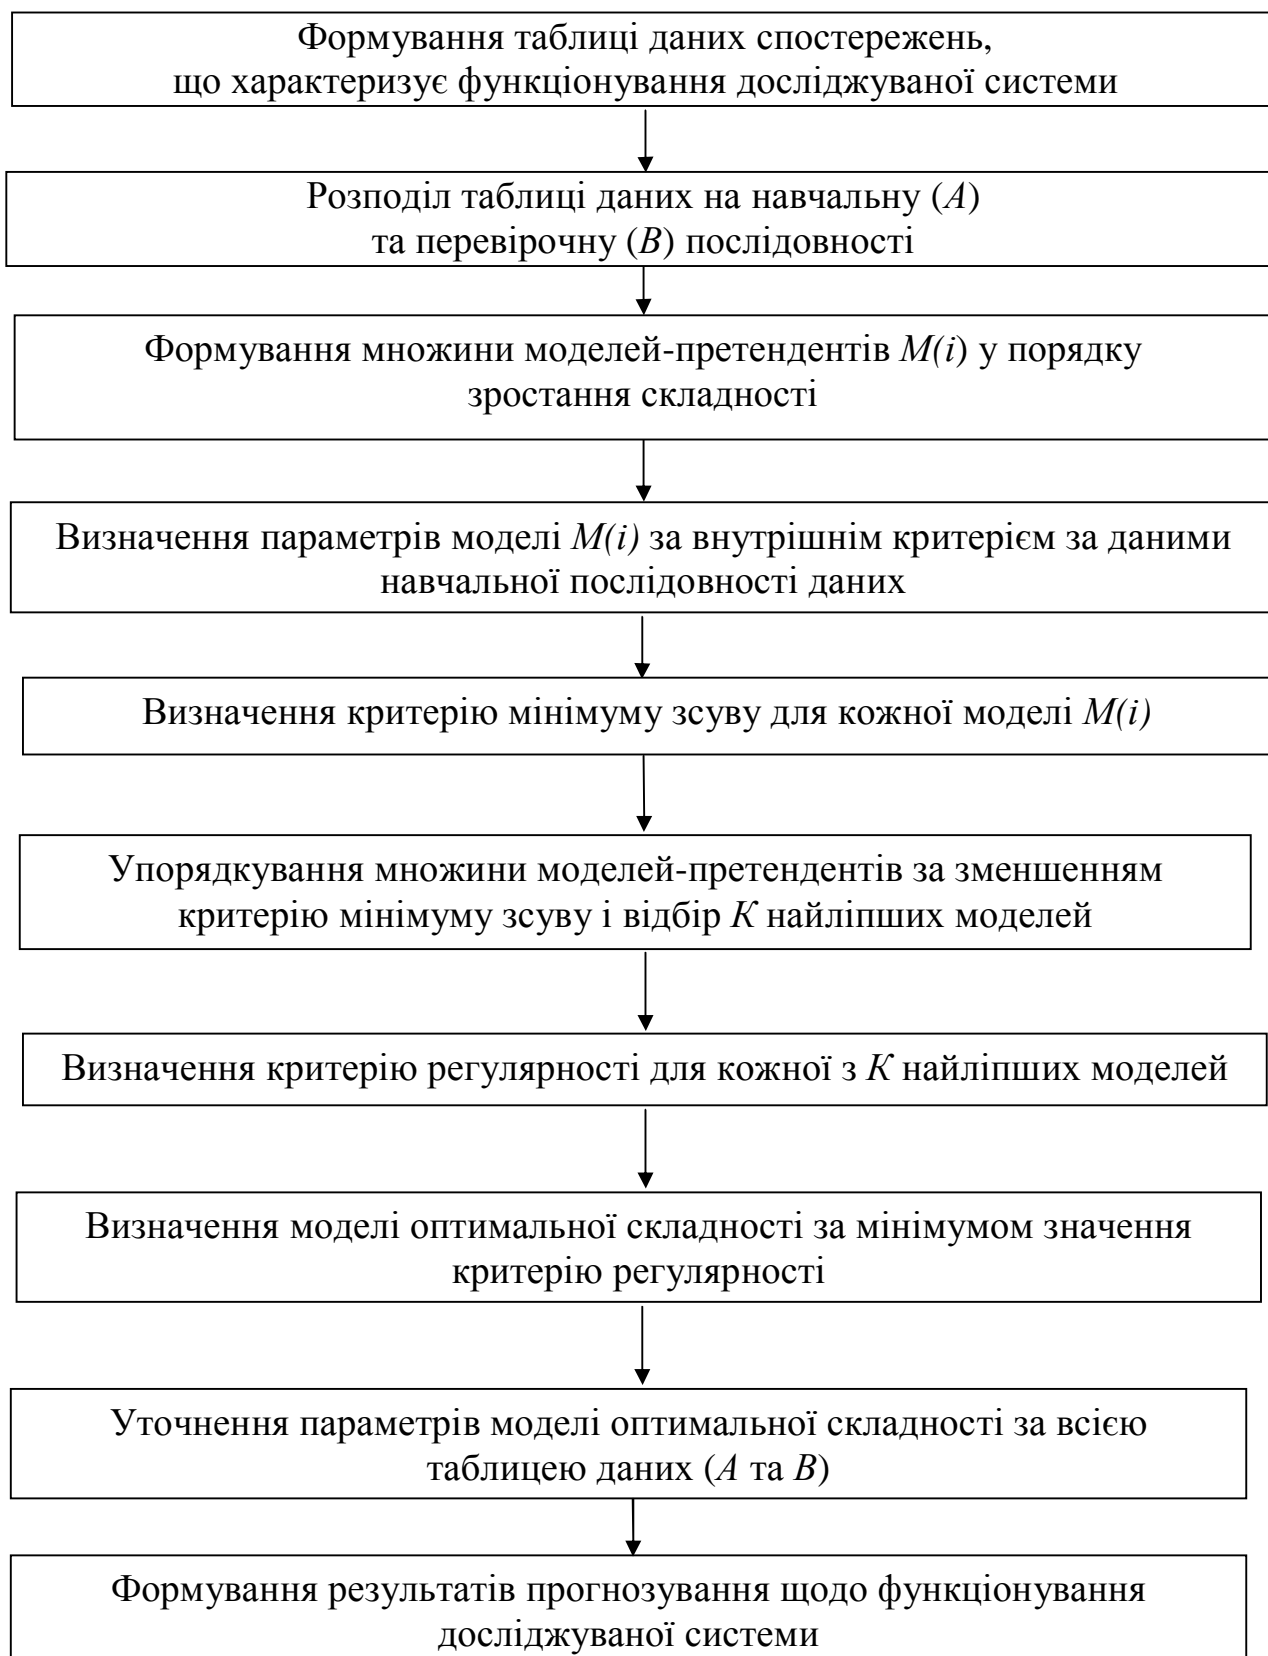 Формування таблиці даних спостережень,
що характеризує функціонування досліджуваної системи
Розподіл таблиці даних на навчальну (A)
та перевірочну (B) послідовності
Формування множини моделей-претендентів M(i) у порядку
зростання складності
Визначення параметрів моделі M(i) за внутрішнім критерієм за даними
навчальної послідовності даних
Визначення критерію мінімуму зсуву для кожної моделі M(i)
Упорядкування множини моделей-претендентів за зменшенням
критерію мінімуму зсуву і відбір К найліпших моделей
Визначення критерію регулярності для кожної з К найліпших моделей
Визначення моделі оптимальної складності за мінімумом значення
критерію регулярності
Уточнення параметрів моделі оптимальної складності за всією
таблицею даних (A та B)
Формування результатів прогнозування щодо функціонування
досліджуваної системи